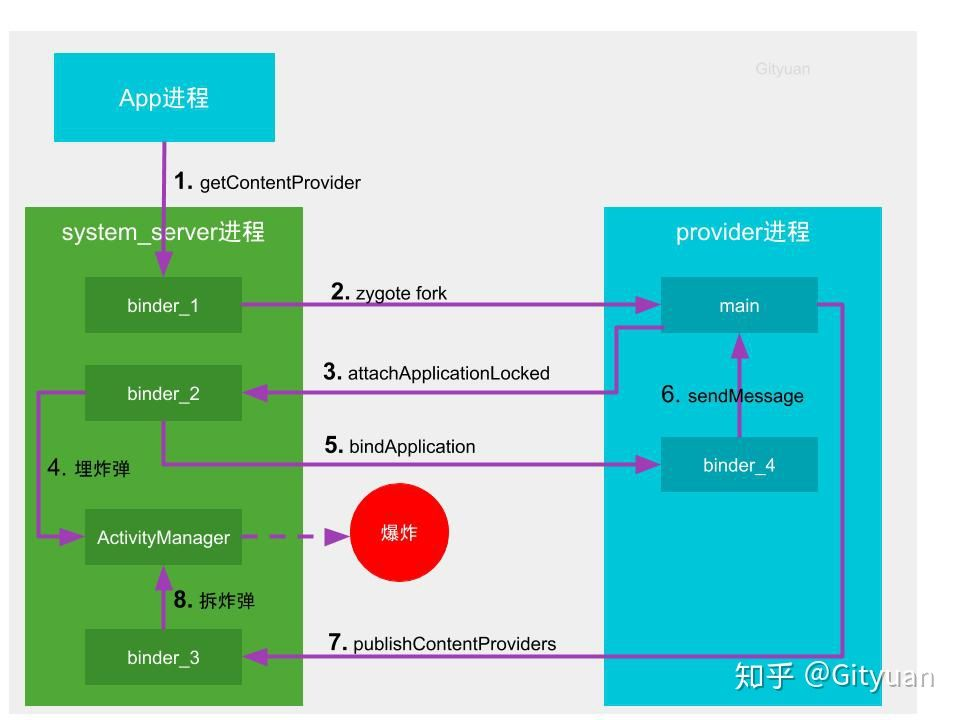 Gityuan
App进程
1. getContentProvider
system_server进程
provider进程
binder_1
2. zygote fork
main
3. attachApplicationLocked
binder_2
6. sendMessage
5. bindApplication
4. 埋炸弹
binder_4
ActivityManager
爆炸
8. 拆炸弹
7. publishContentProviders
binder_3
知乎 @Gityuan